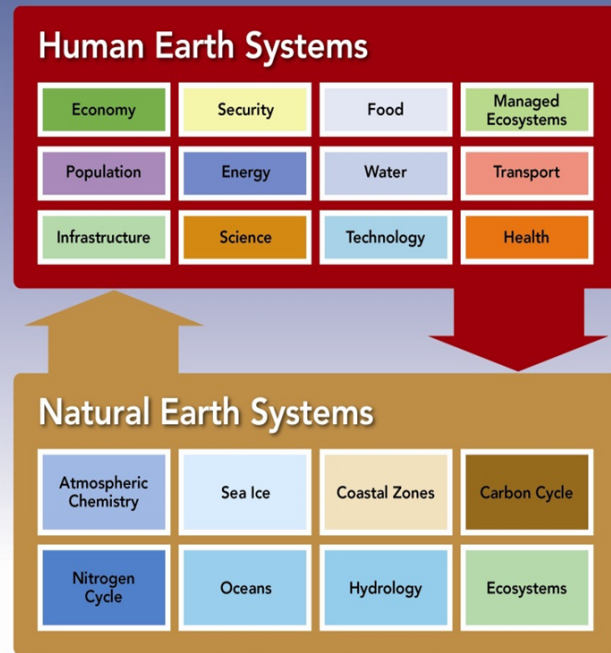 Human Earth Systems
Economy
Security
Food
Managed
Ecosystems
Population
Energy
Water
Transport
Infrastructure
Science
Technology
Health
Natural Earth Systems
Atmospheric
Chemistry
Sea Ice
Coastal Zones
Carbon Cycle
Nitrogen
Cycle
Oceans
Hydrology
Ecosystems